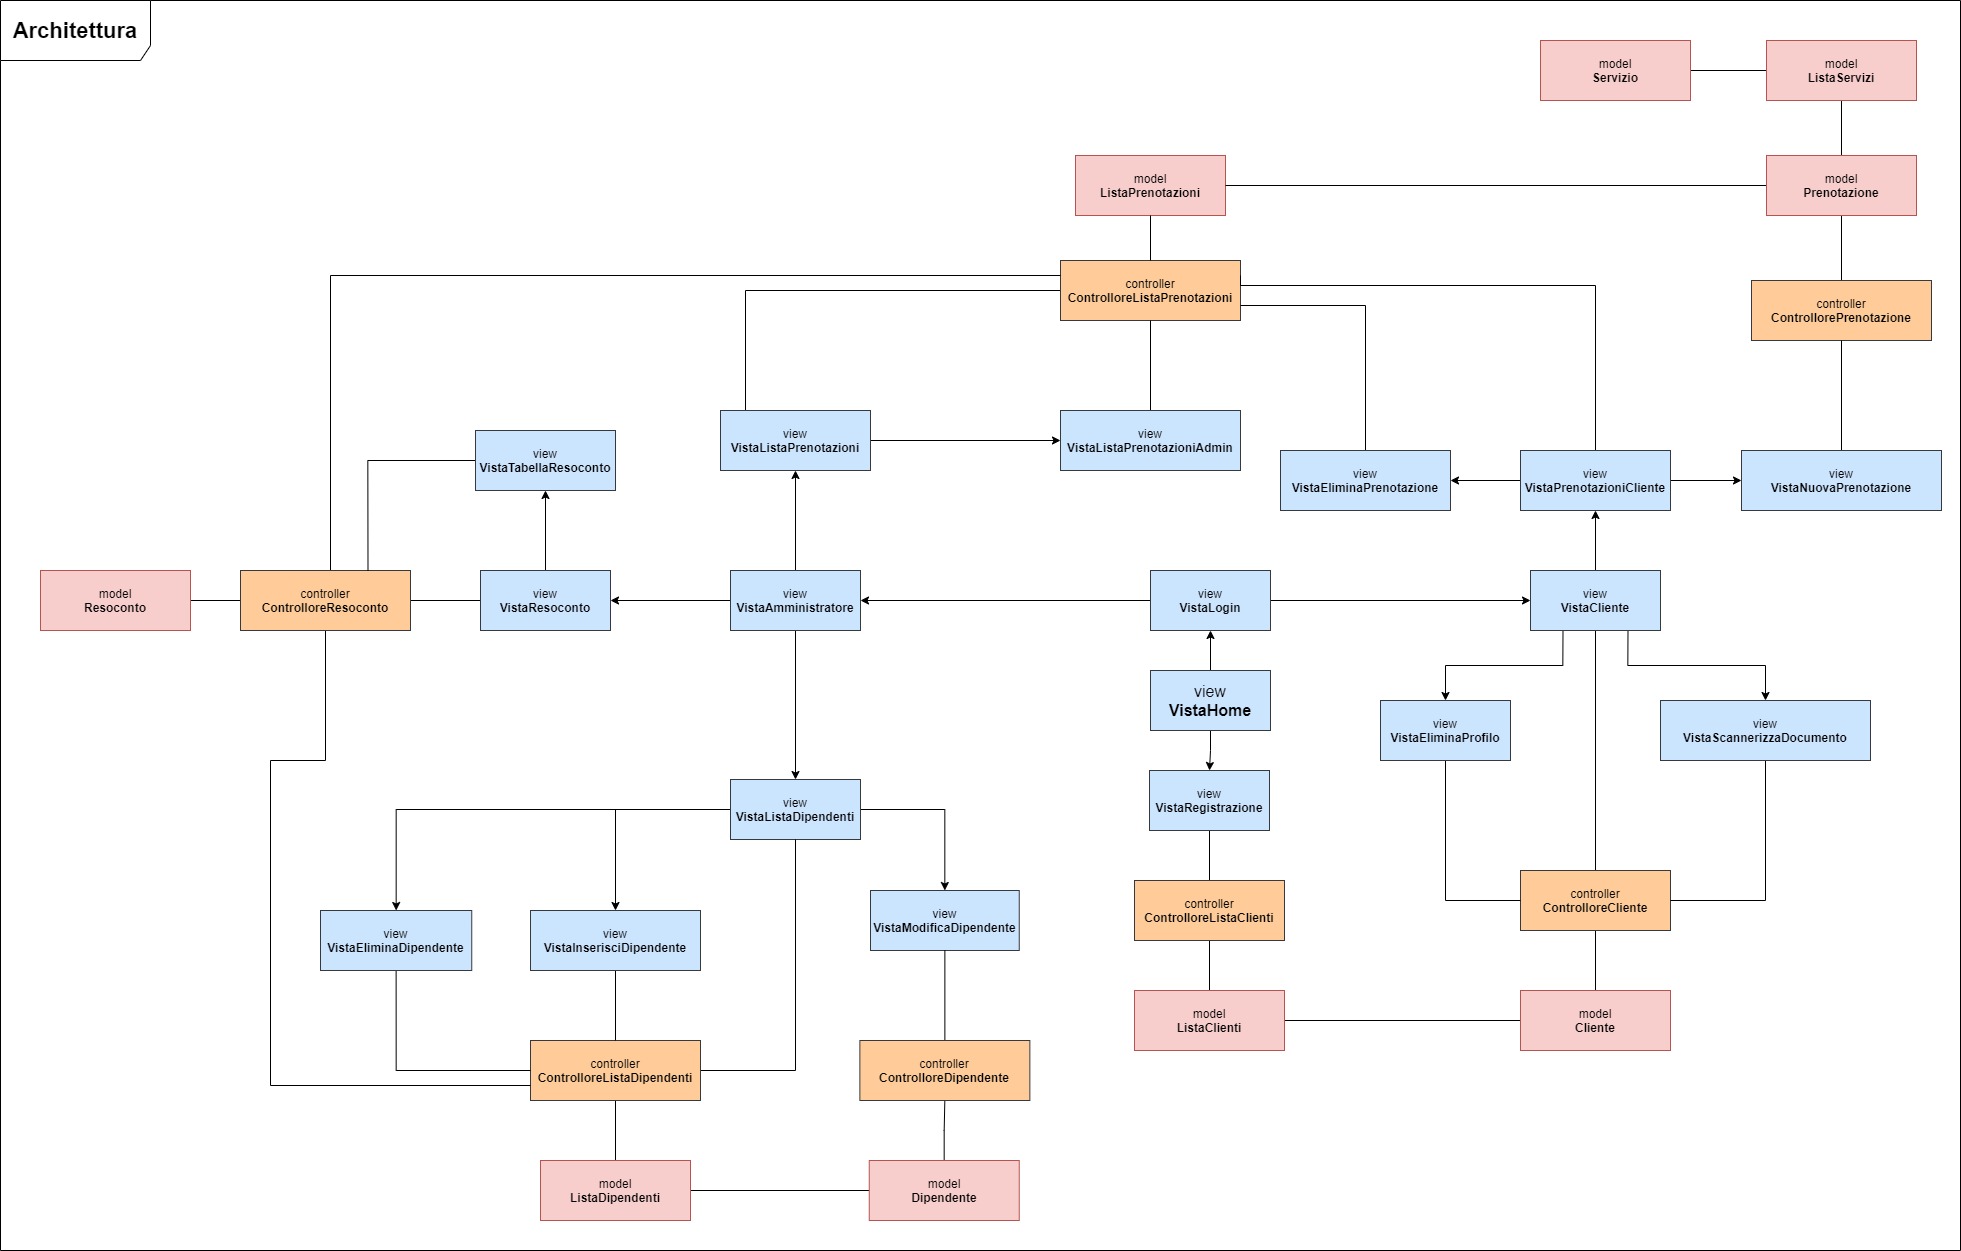 Architettura
model
Servizio
model
ListaServizi
model
ListaPrenotazioni
model
Prenotazione
controller
ControlloreListaPrenotazioni
controller
ControllorePrenotazione
view
VistaListaPrenotazioni
view
VistaListaPrenotazioniAdmin
view
VistaTabellaResoconto
view
VistaEliminaPrenotazione
view
VistaPrenotazioniCliente
view
VistaNuovaPrenotazione
model
Resoconto
controller
ControlloreResoconto
view
VistaResoconto
view
VistaAmministratore
view
VistaLogin
view
VistaCliente
view
VistaHome
view
VistaEliminaProfilo
view
VistaScannerizzaDocumento
view
VistaListaDipendenti
view
VistaRegistrazione
controller
ControlloreListaClienti
controller
ControlloreCliente
view
VistaEliminaDipendente
view
VistaInserisciDipendente
view
VistaModificaDipendente
model
ListaClienti
model
Cliente
controller
ControlloreListaDipendenti
controller
ControlloreDipendente
model
ListaDipendenti
model
Dipendente